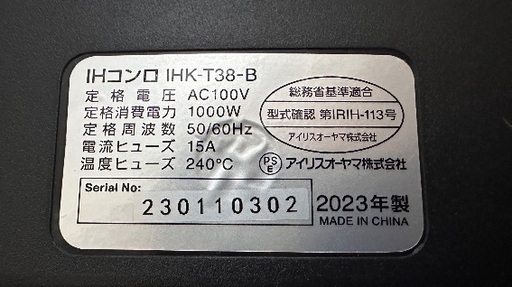 IHコンロ IHK-T38-B
定格電圧 AC100V
定格消費電力 1000W
定格周波数 50/60Hz
電流ヒューズ 15A
温度ヒューズ 240℃
総務省基準適合
型式確認 第IRIH-113号
アイリスオーヤマ株式会社
PSE アイリスオーヤマ株式会社
Serial No:
230110302
2023年製
MADE IN CHINA